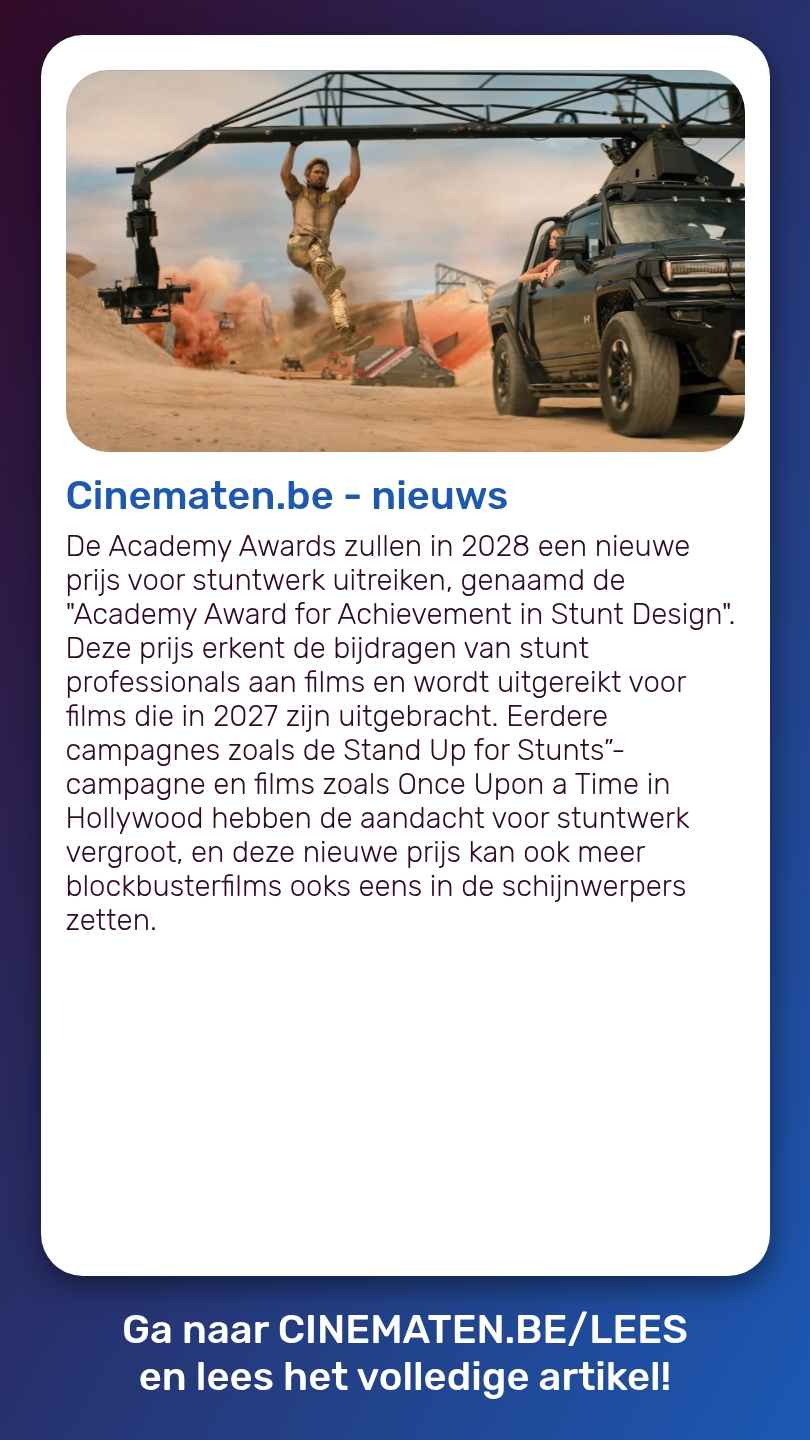 Cinematen.be - nieuws
De Academy Awards zullen in 2028 een nieuwe
prijs voor stuntwerk uitreiken, genaamd de
"Academy Award for Achievement in Stunt Design".
Deze prijs erkent de bijdragen van stunt
professionals aan films en wordt uitgereikt voor
films die in 2027 zijn uitgebracht. Eerdere
campagnes zoals de Stand Up for Stunts”-
campagne en films zoals Once Upon a Time in
Hollywood hebben de aandacht voor stuntwerk
vergroot, en deze nieuwe prijs kan ook meer
blockbusterfilms ooks eens in de schijnwerpers
zetten.
Ga naar CINEMATEN.BE/LEES
en lees het volledige artikel!